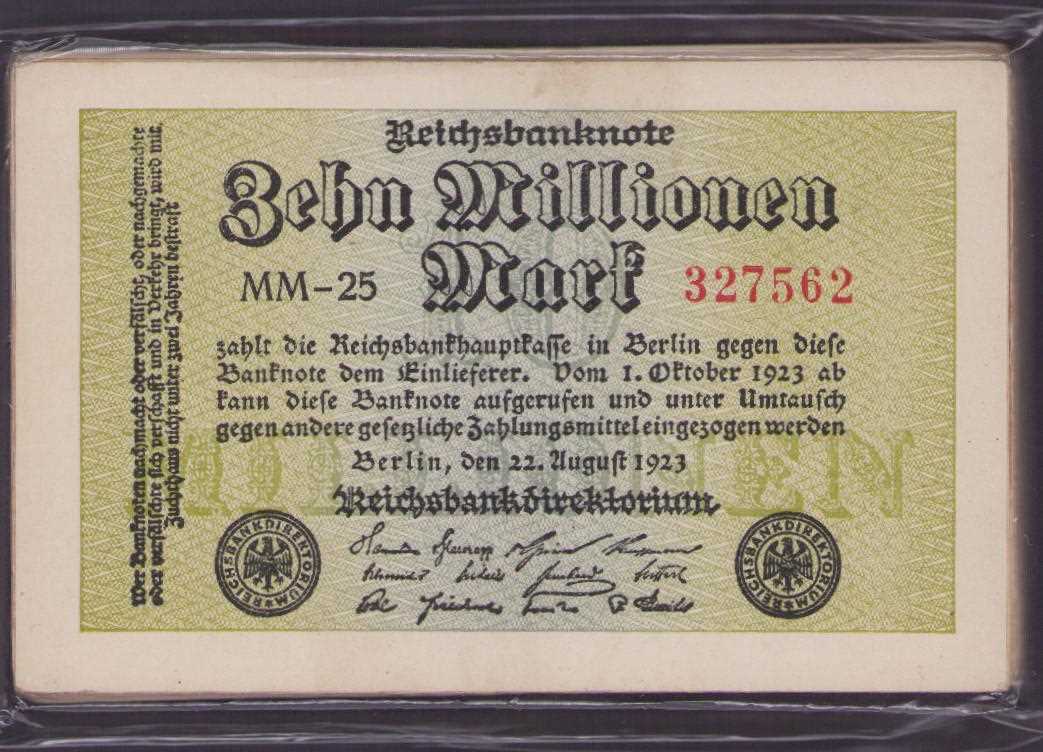 Reichsbanknote
Zehn Millionen
Mark
MM-25
327562
zahlt die Reichsbankhauptkasse in Berlin gegen diese
Banknote dem Einlieferer. Vom 1. Oktober 1923 ab
kann diese Banknote aufgerufen und unter Umtausch
gegen andere gesetzliche Zahlungsmittel eingezogen werden
Berlin, den 22. August 1923
Reichsbankdirektorium
REICHSBANKDIREKTORIUM
REICHSBANKDIREKTORIUM
Wer Banknoten nachmacht oder verfälscht, oder nachgemachte
oder verfälschte sich verschafft und in Verkehr bringt, wird mit
Zuchthaus nicht unter zwei Jahren bestraft